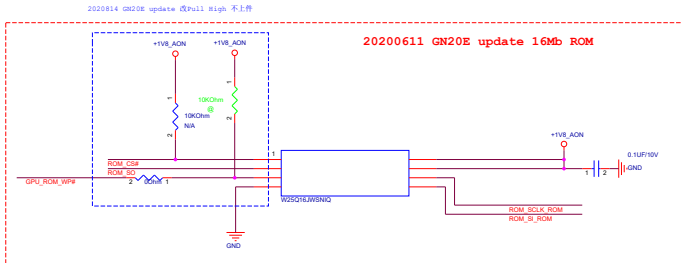 2020814 GN20E update 改Pull High 不上件
20200611 GN20E update 16Mb ROM
+1V8_AON
+1V8_AON
1
10KOhm
@
2
1
10KOhm
N/A
2
+1V8_AON
0.1UF/10V
1
2
GND
1
ROM_CS#
ROM_SO
GPU_ROM_WP#
2
0Ohm
1
W25Q16JWSNIQ
ROM_SCLK_ROM
ROM_SI_ROM
GND